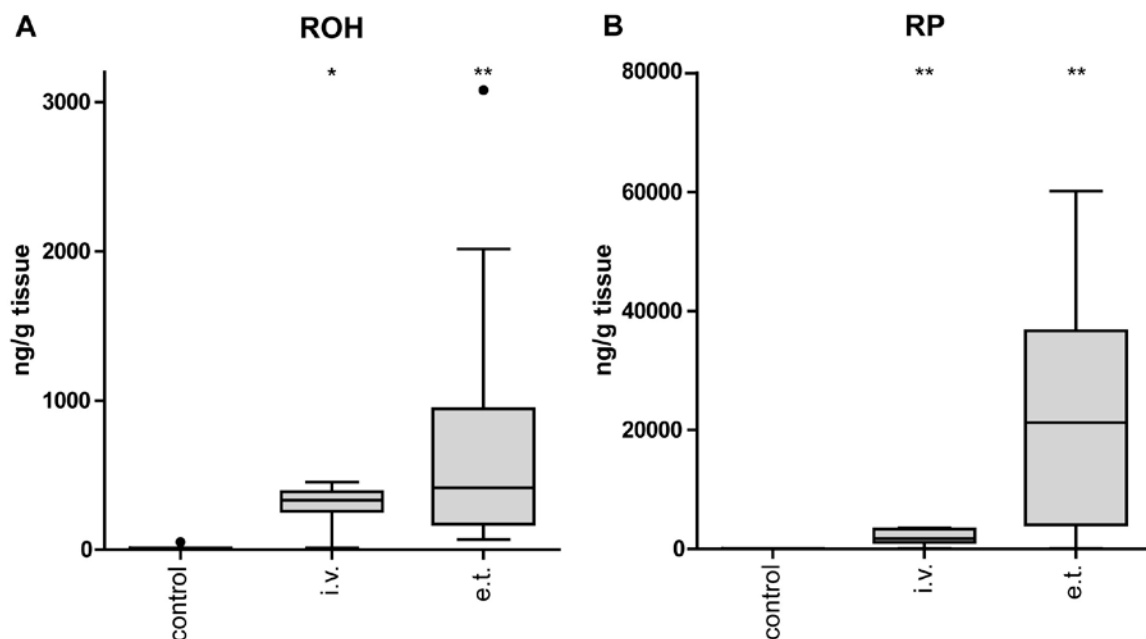 A
ROH
*
**
3000
2000
1000
0
ng/g tissue
control
i.v.
e.t.
B
RP
**
**
80000
60000
40000
20000
0
ng/g tissue
control
i.v.
e.t.